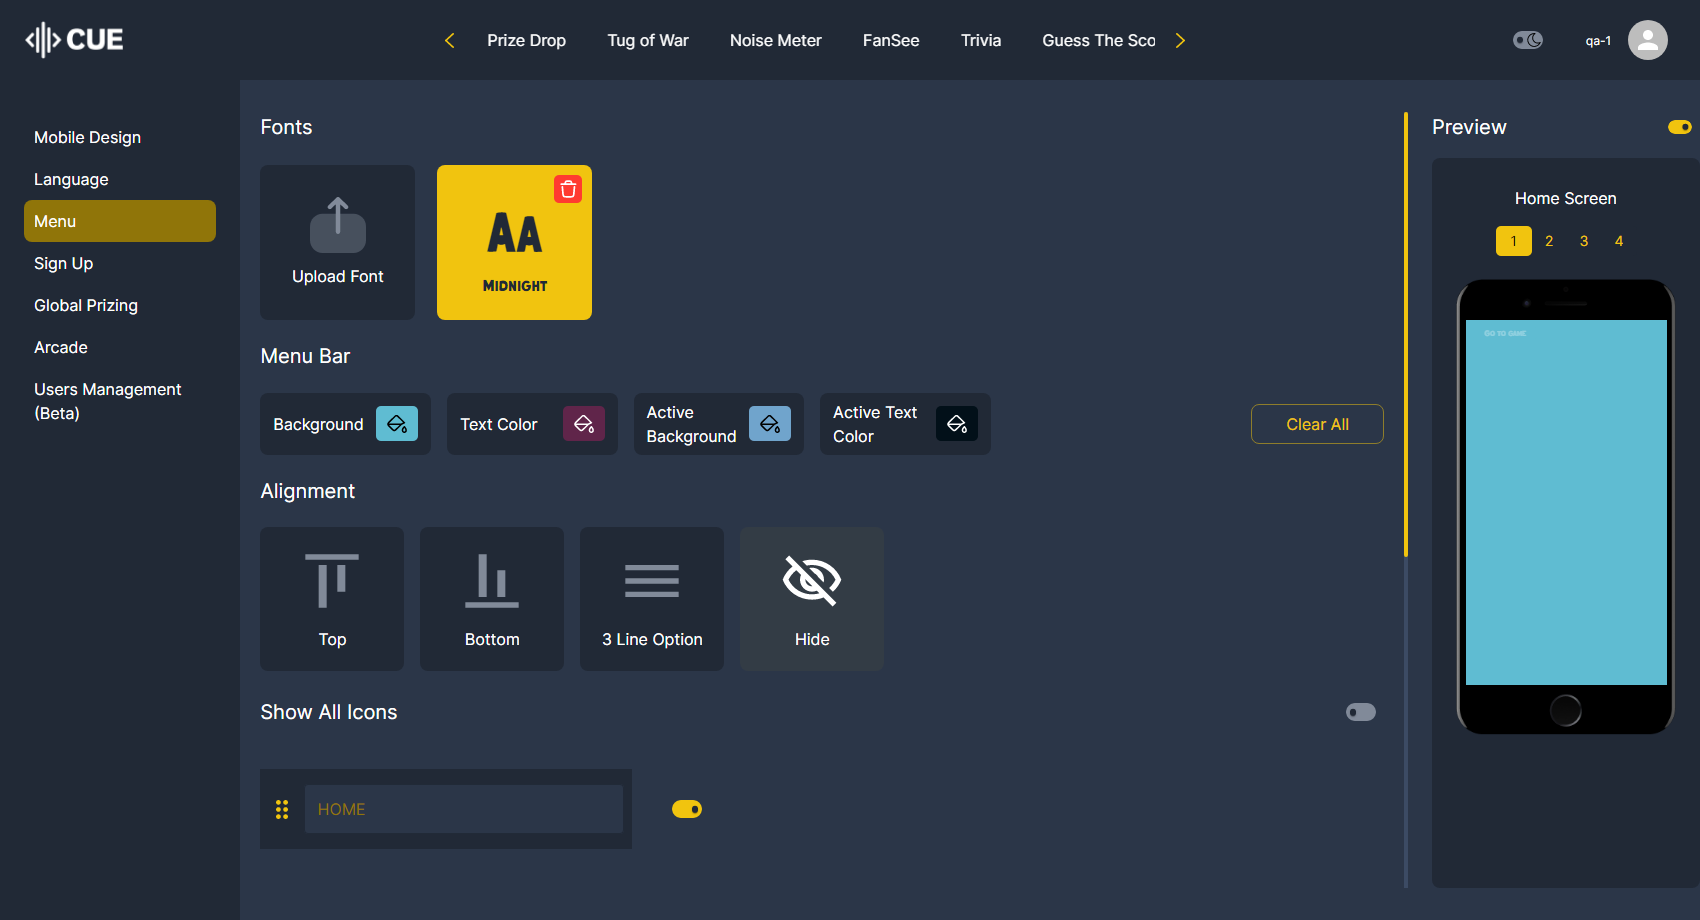 CUE
Prize Drop
Tug of War
Noise Meter
FanSee
Trivia
Guess The Sco
qa-1
Mobile Design
Language
Menu
Sign Up
Global Prizing
Arcade
Users Management
(Beta)
Fonts
Upload Font
AA
MIDNIGHT
Menu Bar
Background
Text Color
Active
Background
Active Text
Color
Clear All
Alignment
Top
Bottom
3 Line Option
Hide
Show All Icons
HOME
Preview
Home Screen
1 2 3 4
GO TO GAME